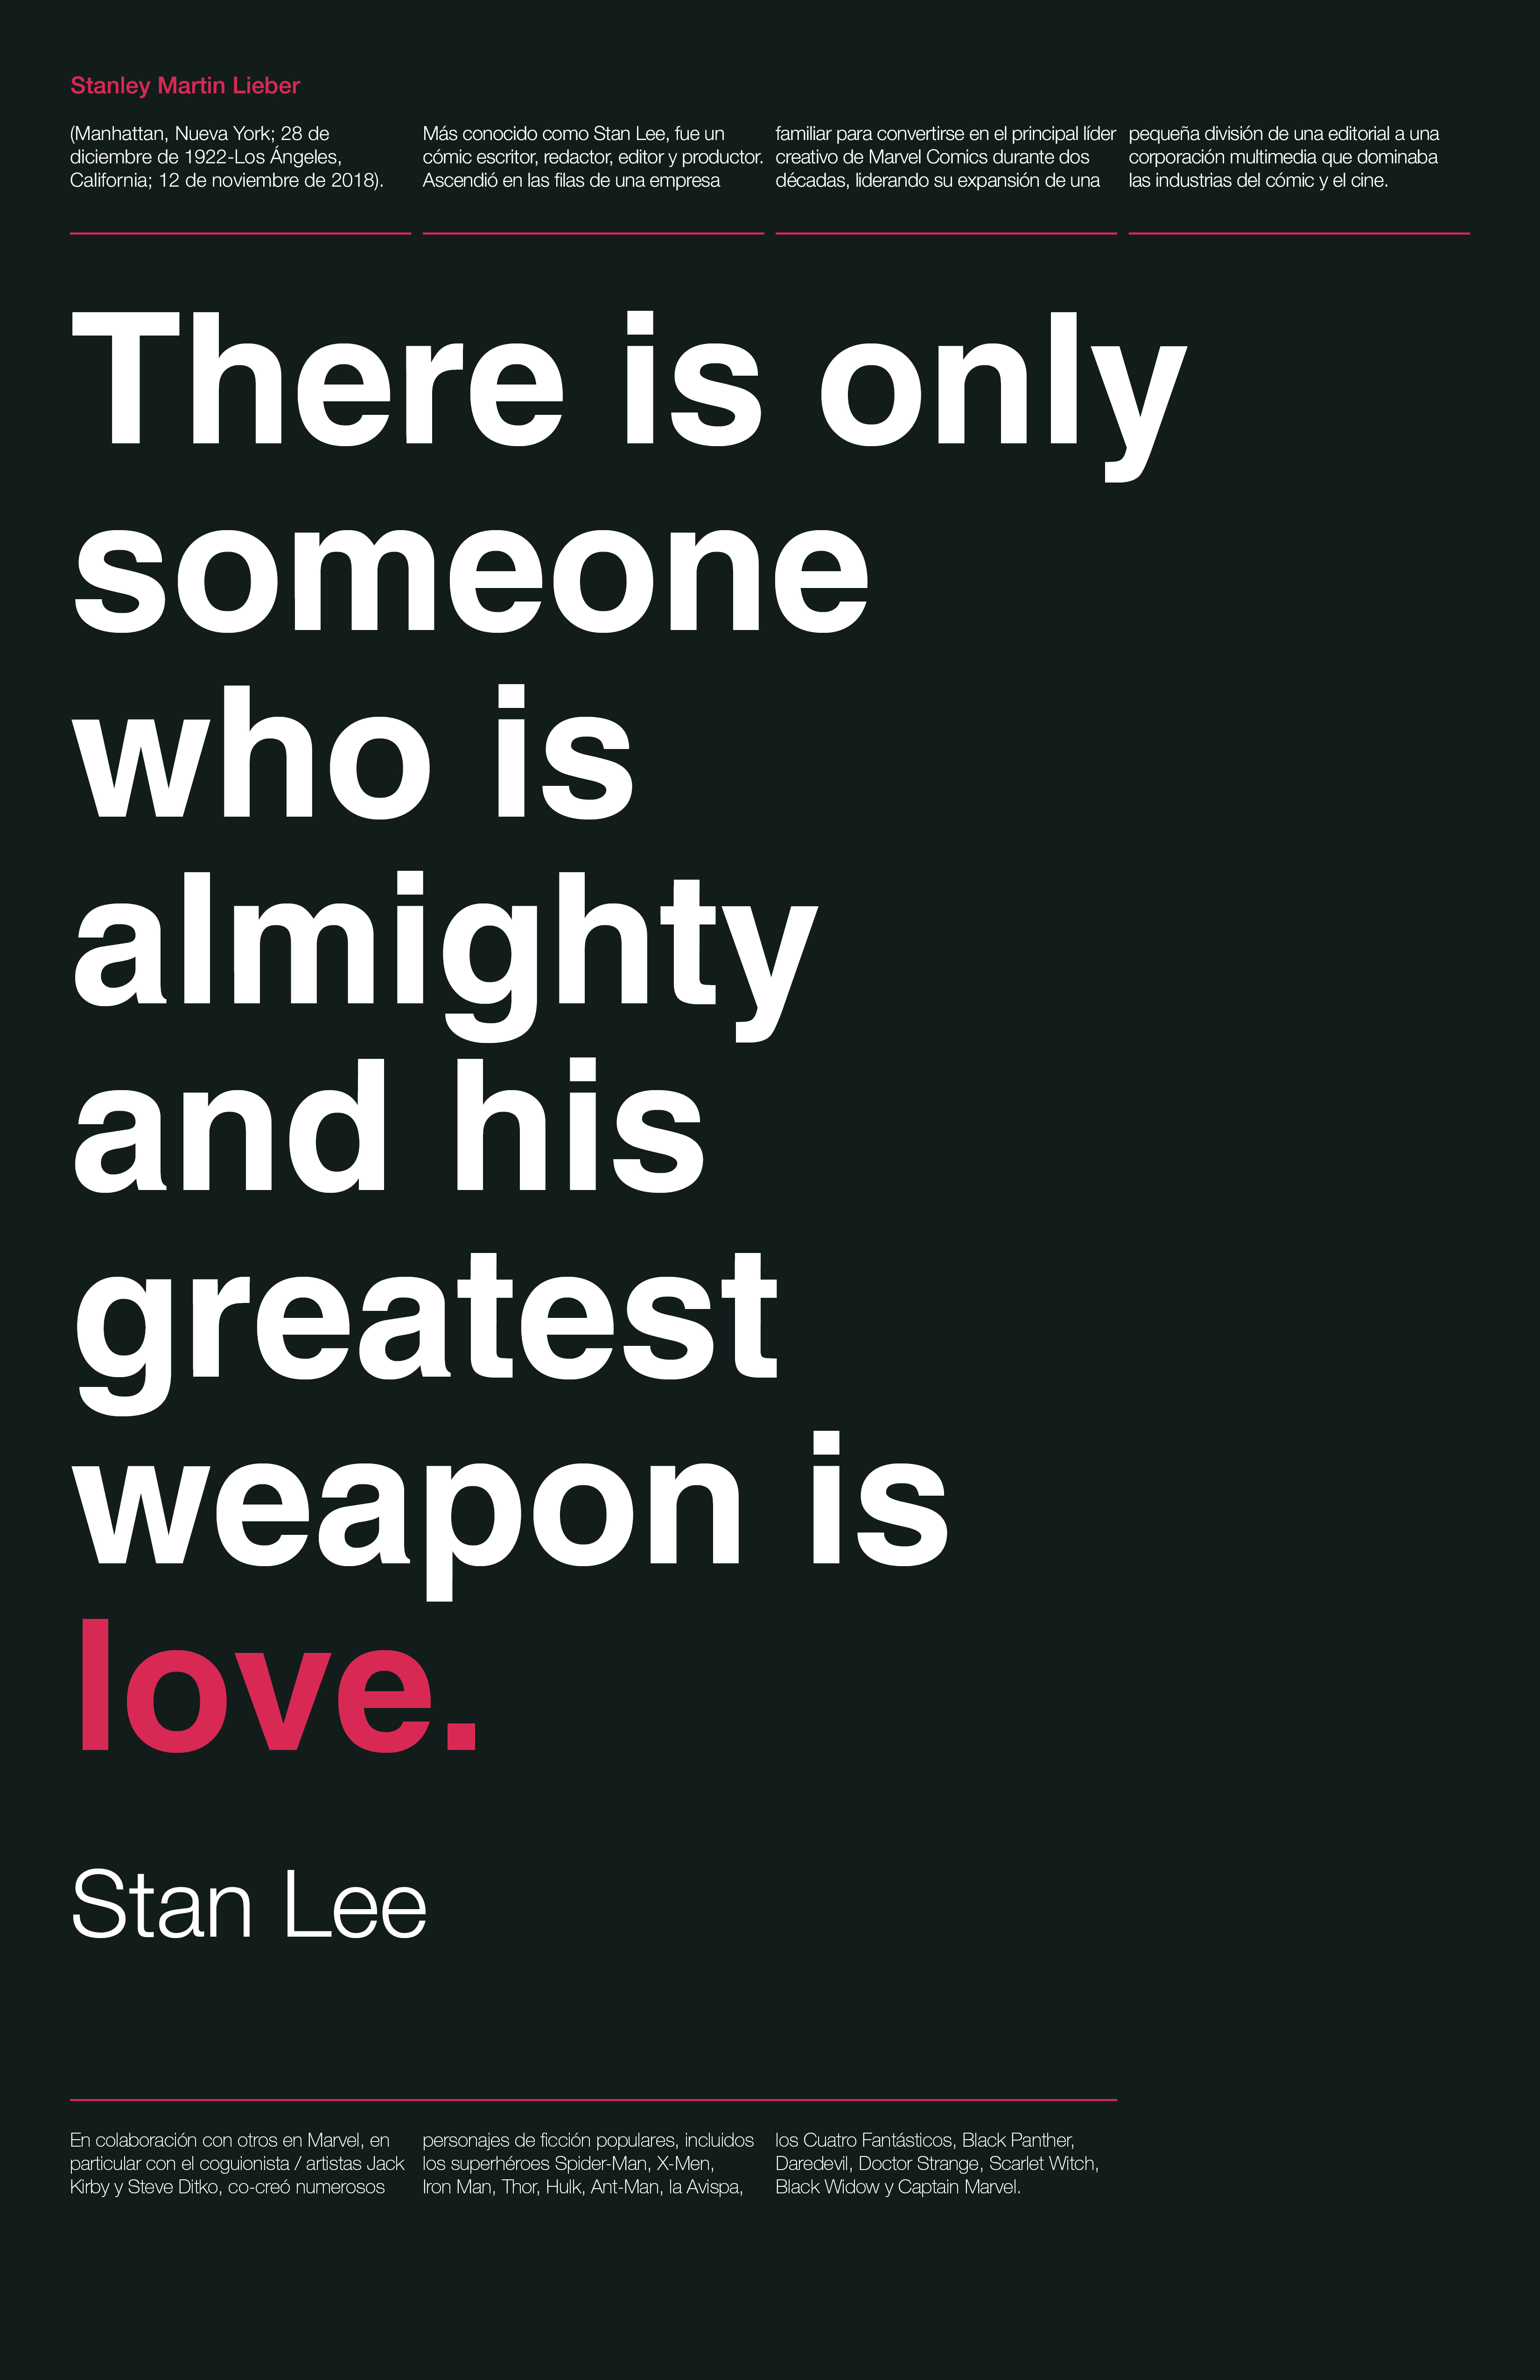 Stanley Martin Lieber
(Manhattan, Nueva York; 28 de
diciembre de 1922-Los Ángeles,
California; 12 de noviembre de 2018).
Más conocido como Stan Lee, fue un
cómic escritor, redactor, editor y productor.
Ascendió en las filas de una empresa
familiar para convertirse en el principal líder
creativo de Marvel Comics durante dos
décadas, liderando su expansión de una
pequeña división de una editorial a una
corporación multimedia que dominaba
las industrias del cómic y el cine.
There is only
someone
who is
almighty
and his
greatest
weapon is
love.
Stan Lee
En colaboración con otros en Marvel, en
particular con el coguionista / artistas Jack
Kirby y Steve Ditko, co-creó numerosos
personajes de ficción populares, incluidos
los superhéroes Spider-Man, X-Men,
Iron Man, Thor, Hulk, Ant-Man, la Avispa,
los Cuatro Fantásticos, Black Panther,
Daredevil, Doctor Strange, Scarlet Witch,
Black Widow y Captain Marvel.